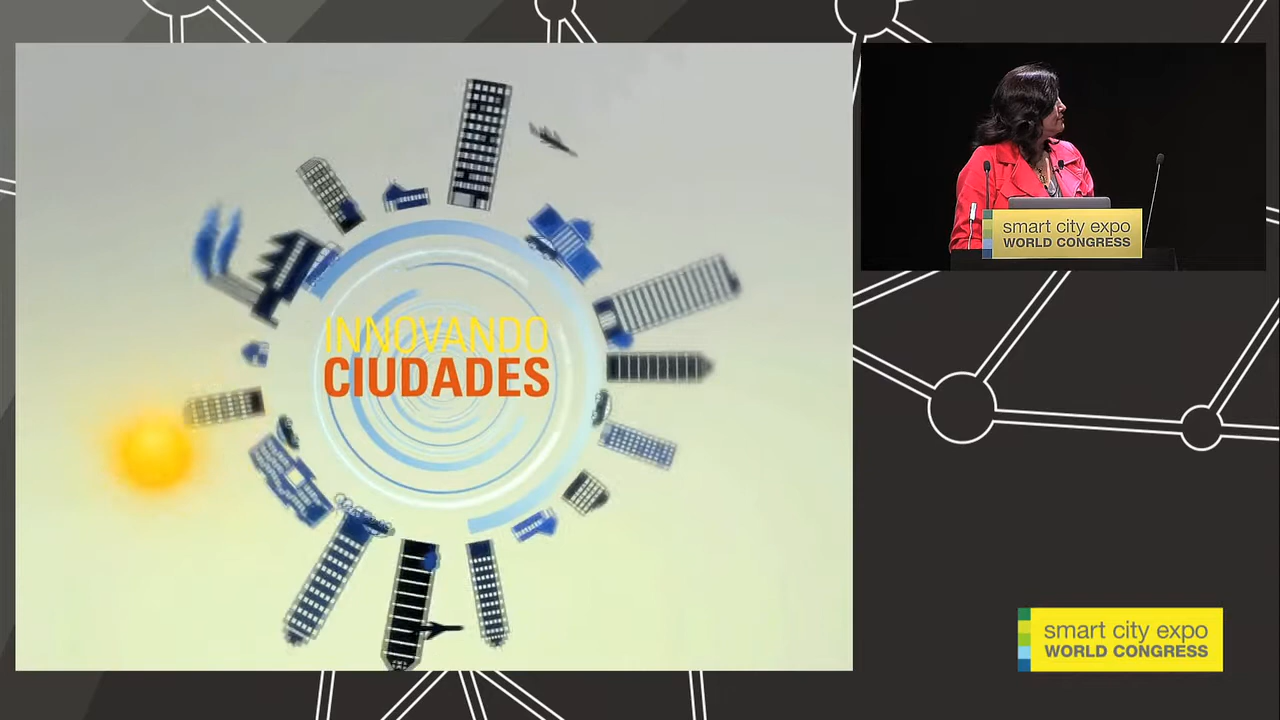 INNOVANDO
CIUDADES
smart city expo
WORLD CONGRESS
smart city expo
WORLD CONGRESS